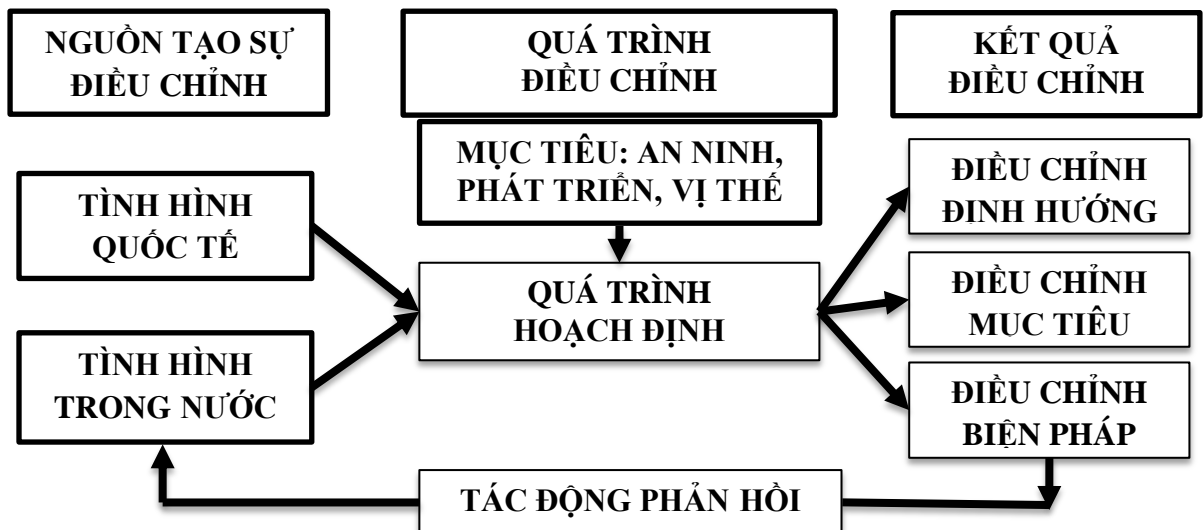 NGUỒN TẠO SỰ
ĐIỀU CHỈNH
QUÁ TRÌNH
ĐIỀU CHỈNH
KẾT QUẢ
ĐIỀU CHỈNH
MỤC TIÊU: AN NINH,
PHÁT TRIỂN, VỊ THẾ
TÌNH HÌNH
QUỐC TẾ
TÌNH HÌNH
TRONG NƯỚC
QUÁ TRÌNH
HOẠCH ĐỊNH
ĐIỀU CHỈNH
ĐINH HƯỚNG
ĐIỀU CHỈNH
MUC TIÊU
ĐIỀU CHỈNH
BIỆN PHÁP
TÁC ĐỘNG PHẢN HỒI